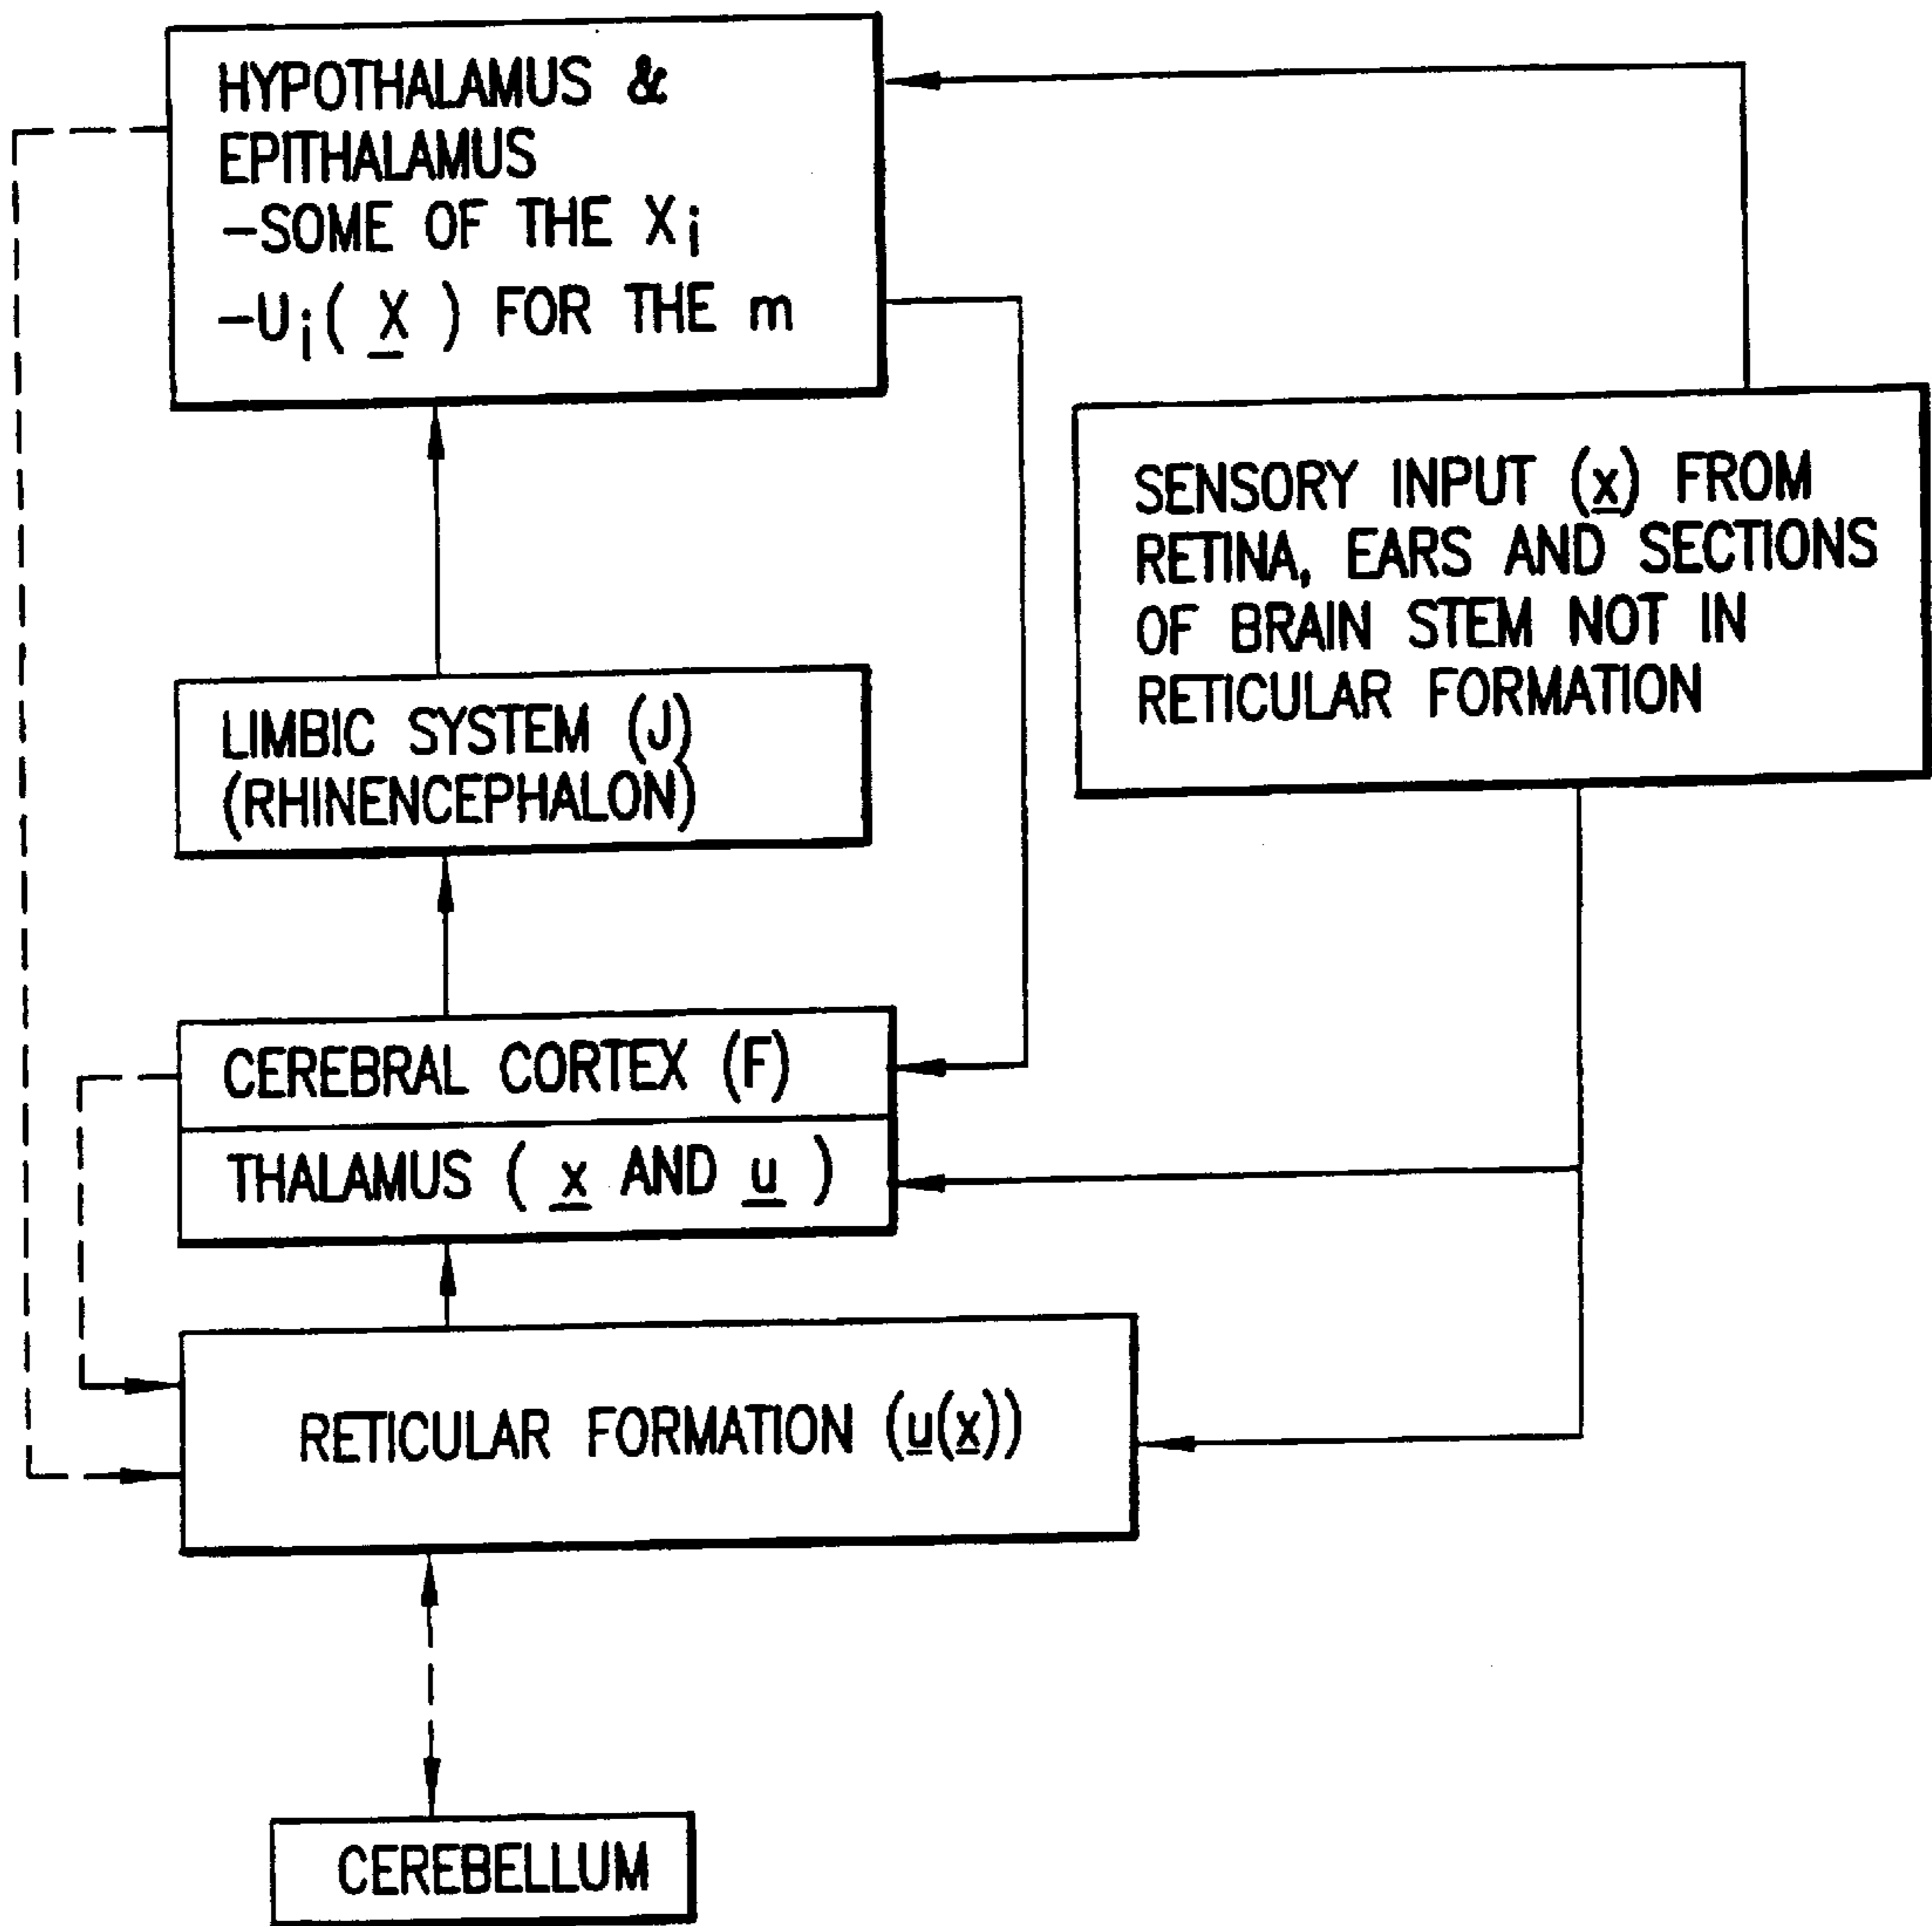 HYPOTHALAMUS &
EPITHALAMUS
-SOME OF THE Xi
-Ui( X ) FOR THE m
SENSORY INPUT (x) FROM
RETINA, EARS AND SECTIONS
OF BRAIN STEM NOT IN
RETICULAR FORMATION
LIMBIC SYSTEM (J)
(RHINENCEPHALON)
CEREBRAL CORTEX (F)
THALAMUS ( x AND u )
RETICULAR FORMATION (u(x))
CEREBELLUM